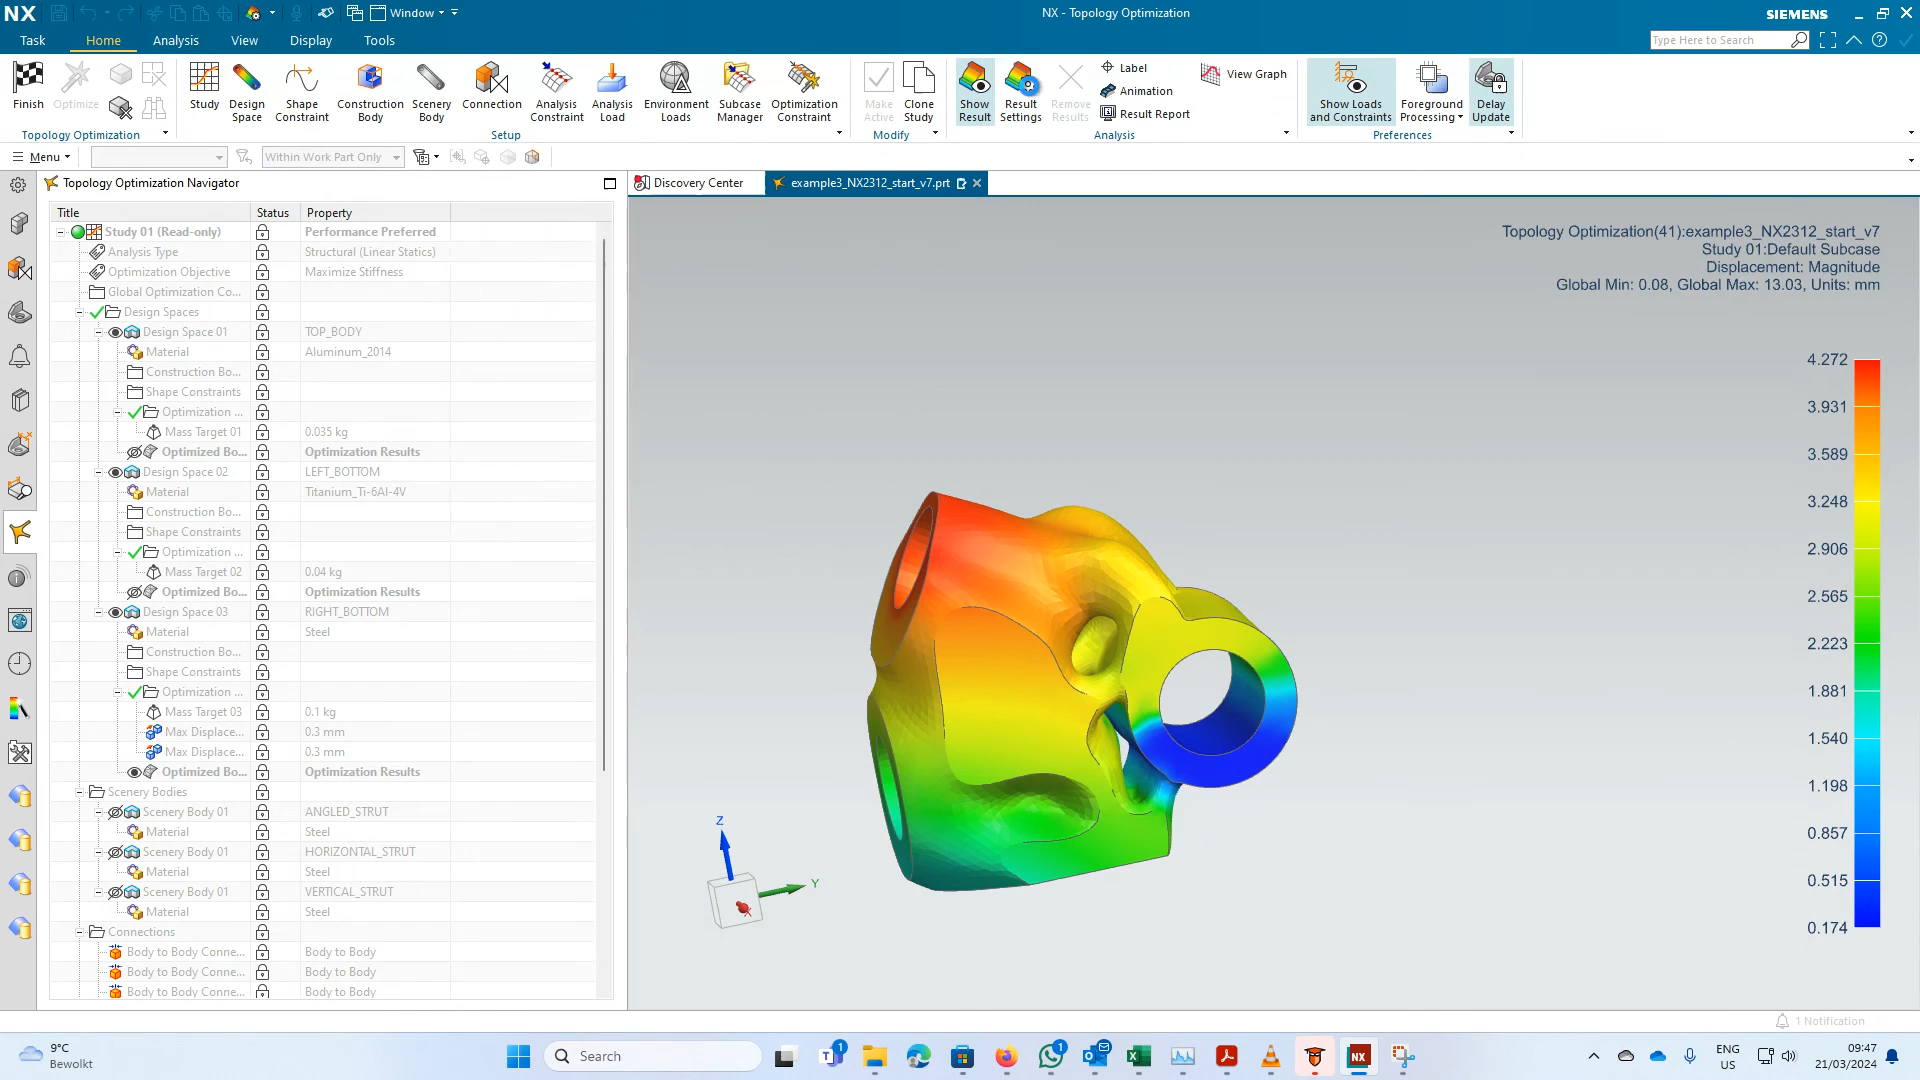 NX
Window
NX - Topology Optimization
SIEMENS
Task
Home
Analysis
View
Display
Tools
Type Here to Search
Finish
Optimize
Study
Design Space
Shape Constraint
Construction Body
Scenery Body
Connection
Analysis Constraint
Analysis Load
Environment Loads
Subcase Manager
Optimization Constraint
Make Active
Clone Study
Show Result
Result Settings
Remove Results
Label
Animation
Result Report
View Graph
Show Loads and Constraints
Foreground Processing
Delay Update
Topology Optimization
Setup
Modify
Analysis
Preferences
Menu
Within Work Part Only
Topology Optimization Navigator
Discovery Center
example3_NX2312_start_v7.prt
Title Status Property
Study 01 (Read-only) Performance Preferred
Analysis Type Structural (Linear Statics)
Optimization Objective Maximize Stiffness
Global Optimization Co...
Design Spaces
Design Space 01 TOP_BODY
Material Aluminum_2014
Construction Bo...
Shape Constraints
Optimization ...
Mass Target 01 0.035 kg
Optimized Bo... Optimization Results
Design Space 02 LEFT_BOTTOM
Material Titanium_Ti-6Al-4V
Construction Bo...
Shape Constraints
Optimization ...
Mass Target 02 0.04 kg
Optimized Bo... Optimization Results
Design Space 03 RIGHT_BOTTOM
Material Steel
Construction Bo...
Shape Constraints
Optimization ...
Mass Target 03 0.1 kg
Max Displace... 0.3 mm
Max Displace... 0.3 mm
Optimized Bo... Optimization Results
Scenery Bodies
Scenery Body 01 ANGLED_STRUT
Material Steel
Scenery Body 01 HORIZONTAL_STRUT
Material Steel
Scenery Body 01 VERTICAL_STRUT
Material Steel
Connections
Body to Body Conne... Body to Body
Body to Body Conne... Body to Body
Body to Body Conne... Body to Body
Topology Optimization(41):example3_NX2312_start_v7
Study 01:Default Subcase
Displacement: Magnitude
Global Min: 0.08, Global Max: 13.03, Units: mm
4.272
3.931
3.589
3.248
2.906
2.565
2.223
1.881
1.540
1.198
0.857
0.515
0.174
Z
Y
X
1 Notification
9°C
Bewolkt
Search
1
T
1
NX
ENG
US
09:47
21/03/2024